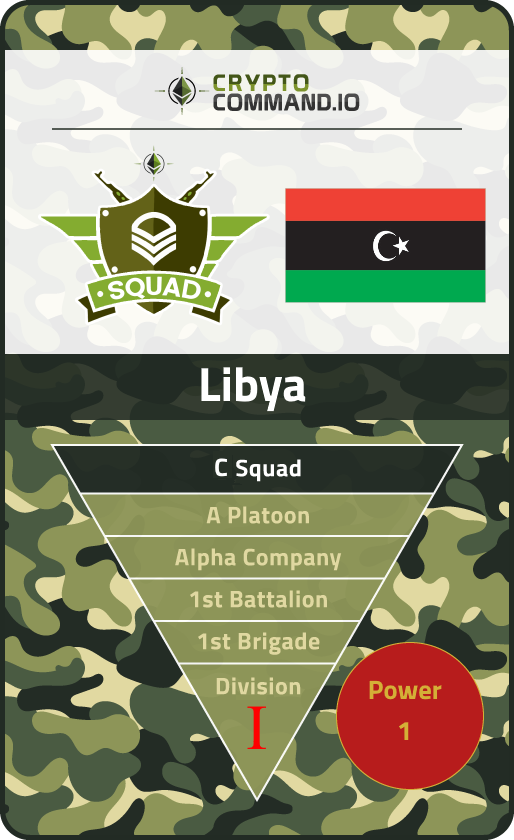 CRYPTO
COMMAND.IO
SQUAD
Libya
C Squad
A Platoon
Alpha Company
1st Battalion
1st Brigade
Division
I
Power
1